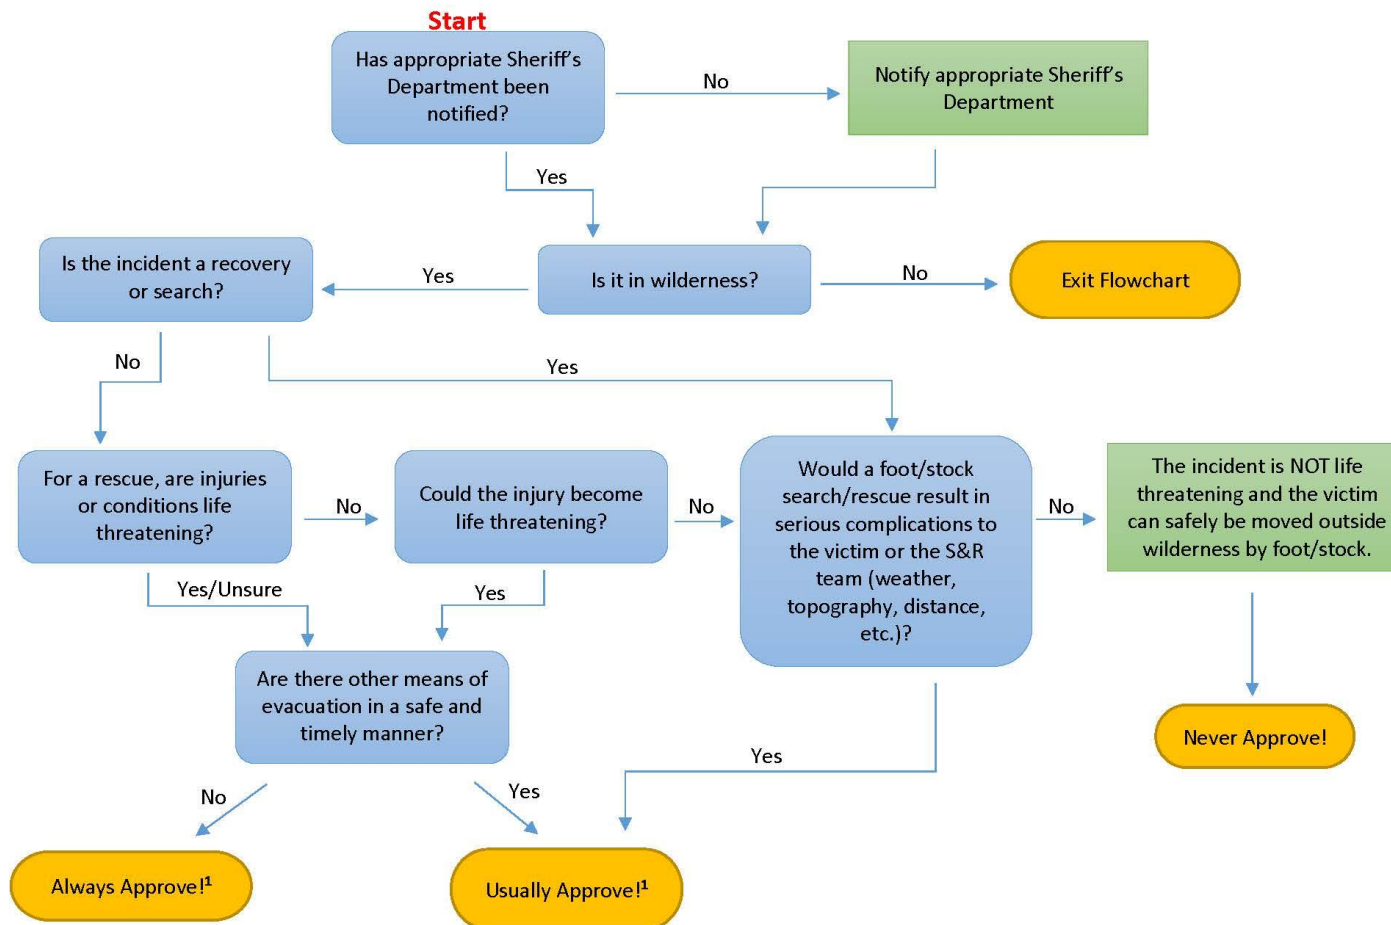 Start
Has appropriate Sheriff’s
Department been
notified?
No
Notify appropriate Sheriff’s
Department
Yes
Is the incident a recovery
or search?
Yes
Is it in wilderness?
No
Exit Flowchart
No
Yes
For a rescue, are injuries
or conditions life
threatening?
No
Could the injury become
life threatening?
No
Would a foot/stock
search/rescue result in
serious complications to
the victim or the S&R
team (weather,
topography, distance,
etc.)?
No
The incident is NOT life
threatening and the victim
can safely be moved outside
wilderness by foot/stock.
Yes/Unsure
Yes
Are there other means of
evacuation in a safe and
timely manner?
Yes
Never Approve!
No
Yes
Always Approve!¹
Usually Approve!¹